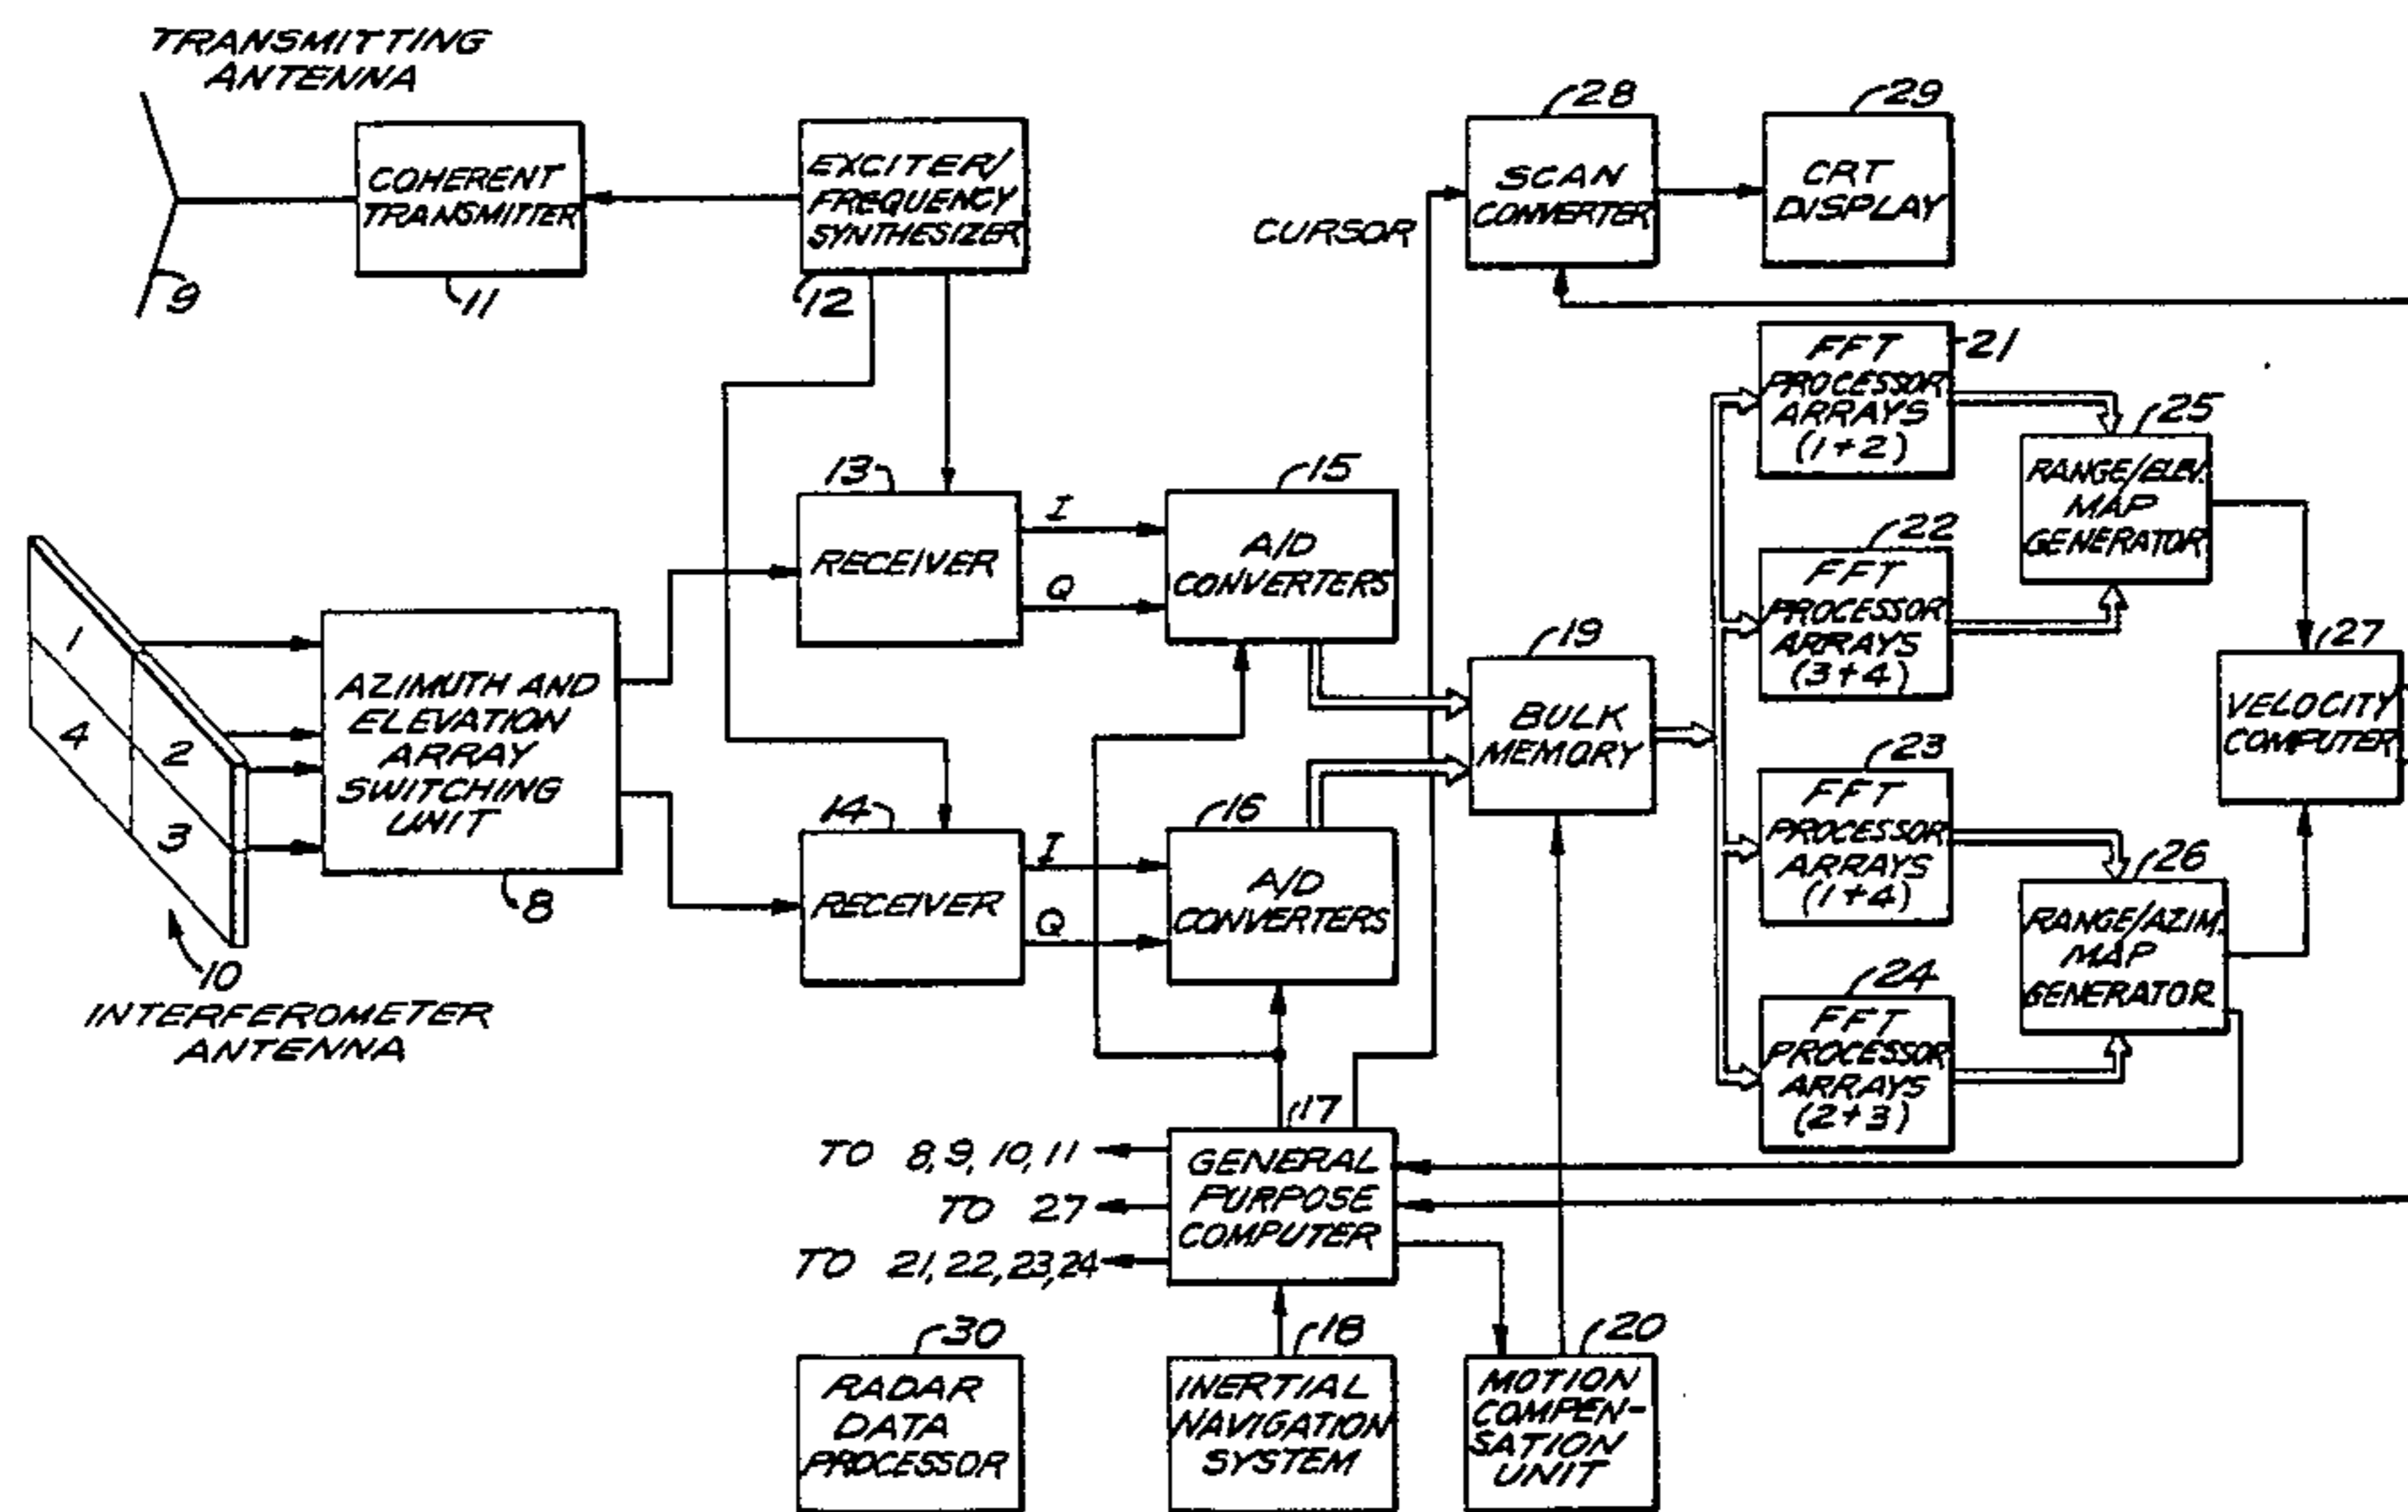 TRANSMITTING
ANTENNA
9
COHERENT
TRANSMITTER
11
EXCITER/
FREQUENCY
SYNTHESIZER
12
28
SCAN
CONVERTER
CURSOR
29
CRT
DISPLAY
1
2
4
3
10
INTERFEROMETER
ANTENNA
AZIMUTH AND
ELEVATION
ARRAY
SWITCHING
UNIT
8
13
RECEIVER
I
Q
15
A/D
CONVERTERS
14
RECEIVER
I
Q
16
A/D
CONVERTERS
19
BULK
MEMORY
21
FFT
PROCESSOR
ARRAYS
(1+2)
22
FFT
PROCESSOR
ARRAYS
(3+4)
23
FFT
PROCESSOR
ARRAYS
(1+4)
24
FFT
PROCESSOR
ARRAYS
(2+3)
25
RANGE/ELEV.
MAP
GENERATOR
26
RANGE/AZIM.
MAP
GENERATOR
27
VELOCITY
COMPUTER
17
GENERAL
PURPOSE
COMPUTER
TO 8, 9, 10, 11
TO 27
TO 21, 22, 23, 24
30
RADAR
DATA
PROCESSOR
18
INERTIAL
NAVIGATION
SYSTEM
20
MOTION
COMPEN-
SATION
UNIT